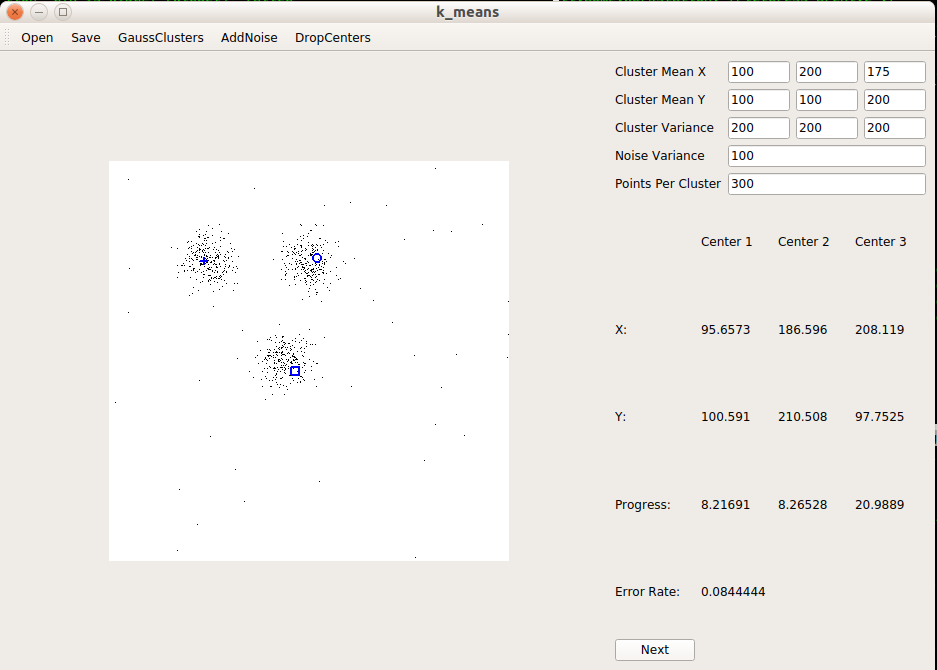 k_means
Open Save GaussClusters AddNoise DropCenters
Cluster Mean X 100 200 175
Cluster Mean Y 100 100 200
Cluster Variance 200 200 200
Noise Variance 100
Points Per Cluster 300
Center 1 Center 2 Center 3
X: 95.6573 186.596 208.119
Y: 100.591 210.508 97.7525
Progress: 8.21691 8.26528 20.9889
Error Rate: 0.0844444
Next